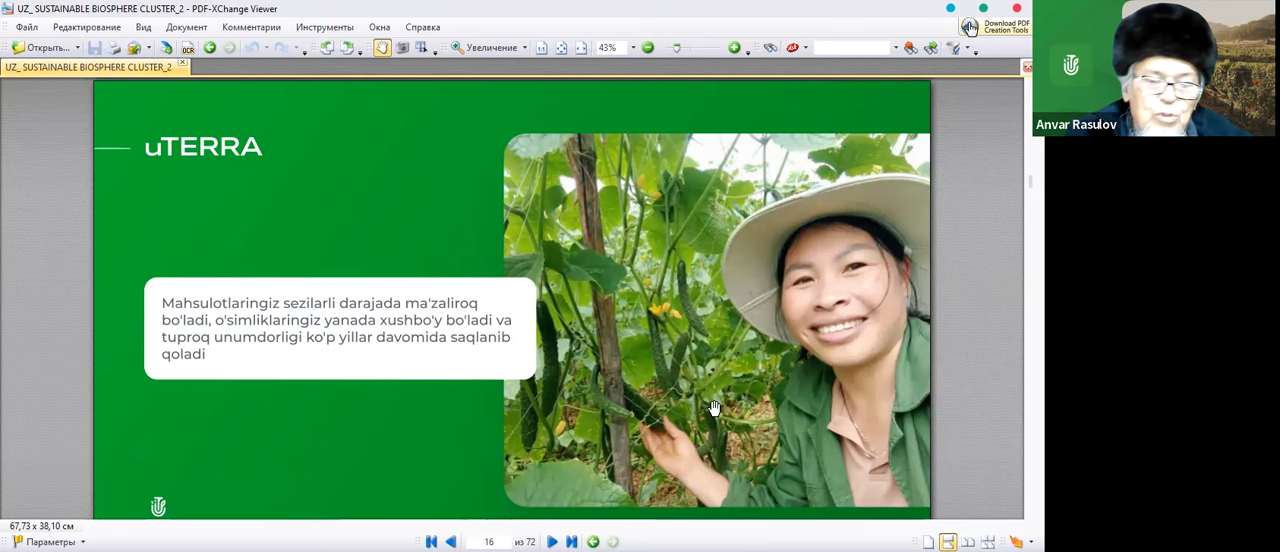 UZ_ SUSTAINABLE BIOSPHERE CLUSTER_2 - PDF-XChange Viewer
Файл Редактирование Вид Документ Комментарии Инструменты Окна Справка
Download PDF
Creation Tools
Открыть... OCR Увеличение 43%
UZ_ SUSTAINABLE BIOSPHERE CLUSTER_2
Anvar Rasulov
uTERRA
Mahsulotlaringiz sezilarli darajada ma'zaliroq
bo'ladi, o'simliklaringiz yanada xushbo'y bo'ladi va
tuproq unumdorligi ko'p yillar davomida saqlanib
qoladi
67,73 x 38,10 см
Параметры 16 из 72